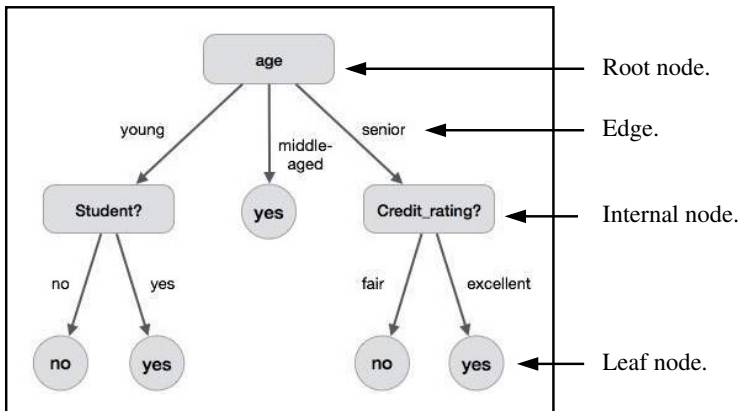 age
Root node.
young
senior
Edge.
middle-
aged
Student?
yes
Credit_rating?
Internal node.
no
yes
fair
excellent
no
yes
no
yes
Leaf node.